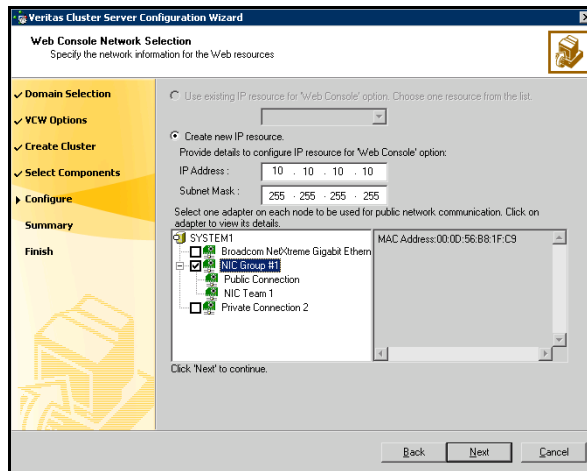 Veritas Cluster Server Configuration Wizard
Web Console Network Selection
Specify the network information for the Web resources
Domain Selection
VCW Options
Create Cluster
Select Components
Configure
Summary
Finish
Use existing IP resource for 'Web Console' option. Choose one resource from the list.
Create new IP resource.
Provide details to configure IP resource for 'Web Console' option:
IP Address : 10 . 10 . 10 . 10
Subnet Mask : 255 . 255 . 255 . 255
Select one adapter on each node to be used for public network communication. Click on
adapter to view its details.
SYSTEM1
Broadcom NetXtreme Gigabit Ethern
NIC Group #1
Public Connection
NIC Team 1
Private Connection 2
MAC Address:00:0D:56:B8:1F:C9
Click 'Next' to continue.
Back Next Cancel